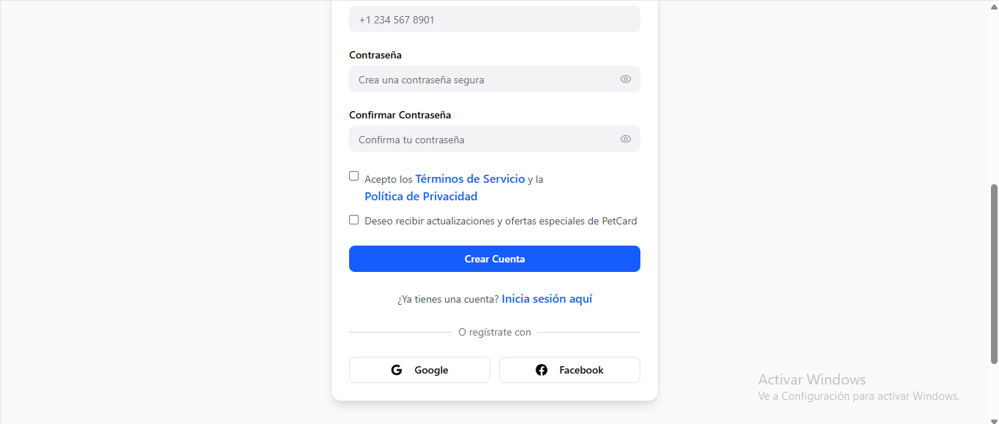 +1 234 567 8901
Contraseña
Crea una contraseña segura
Confirmar Contraseña
Confirma tu contraseña
Acepto los Términos de Servicio y la
Política de Privacidad
Deseo recibir actualizaciones y ofertas especiales de PetCard
Crear Cuenta
¿Ya tienes una cuenta? Inicia sesión aquí
O regístrate con
Google
Facebook
Activar Windows
Ve a Configuración para activar Windows.